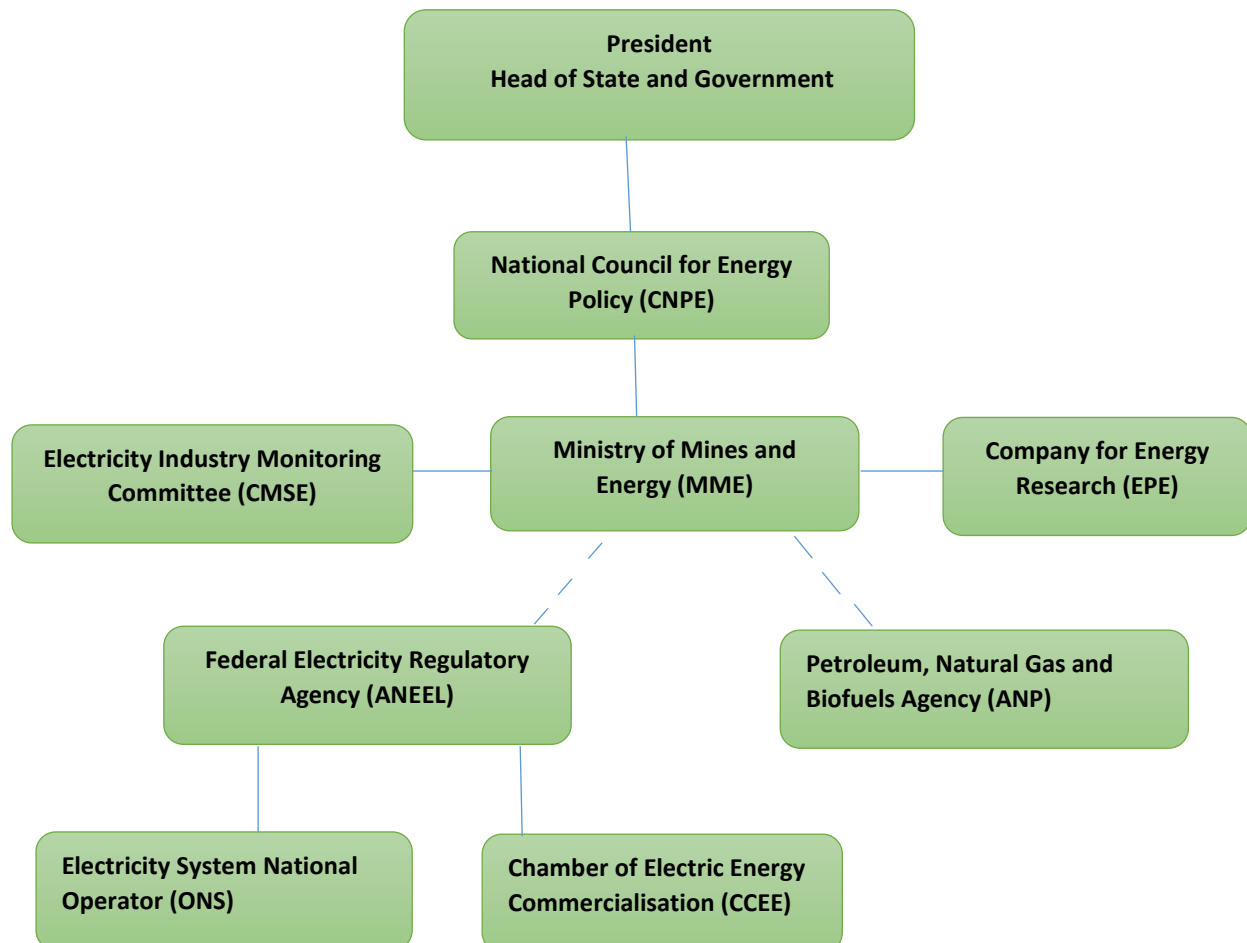 President
Head of State and Government
National Council for Energy
Policy (CNPE)
Electricity Industry Monitoring
Committee (CMSE)
Ministry of Mines and
Energy (MME)
Company for Energy
Research (EPE)
Federal Electricity Regulatory
Agency (ANEEL)
Petroleum, Natural Gas and
Biofuels Agency (ANP)
Electricity System National
Operator (ONS)
Chamber of Electric Energy
Commercialisation (CCEE)